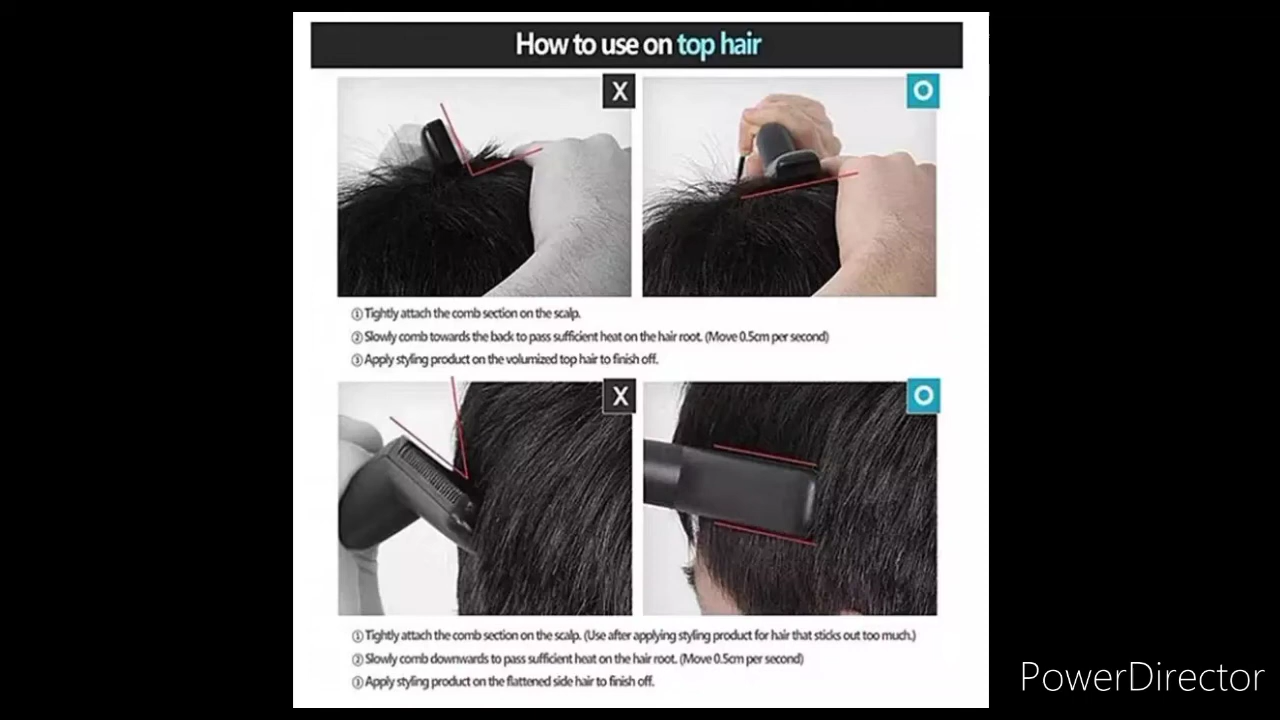 How to use on top hair
X
O
① Tightly attach the comb section on the scalp.
② Slowly comb towards the back to pass sufficient heat on the hair root. (Move 0.5cm per second)
③ Apply styling product on the volumized top hair to finish off.
X
O
① Tightly attach the comb section on the scalp. (Use after applying styling product for hair that sticks out too much.)
② Slowly comb downwards to pass sufficient heat on the hair root. (Move 0.5cm per second)
③ Apply styling product on the flattened side hair to finish off.
PowerDirector